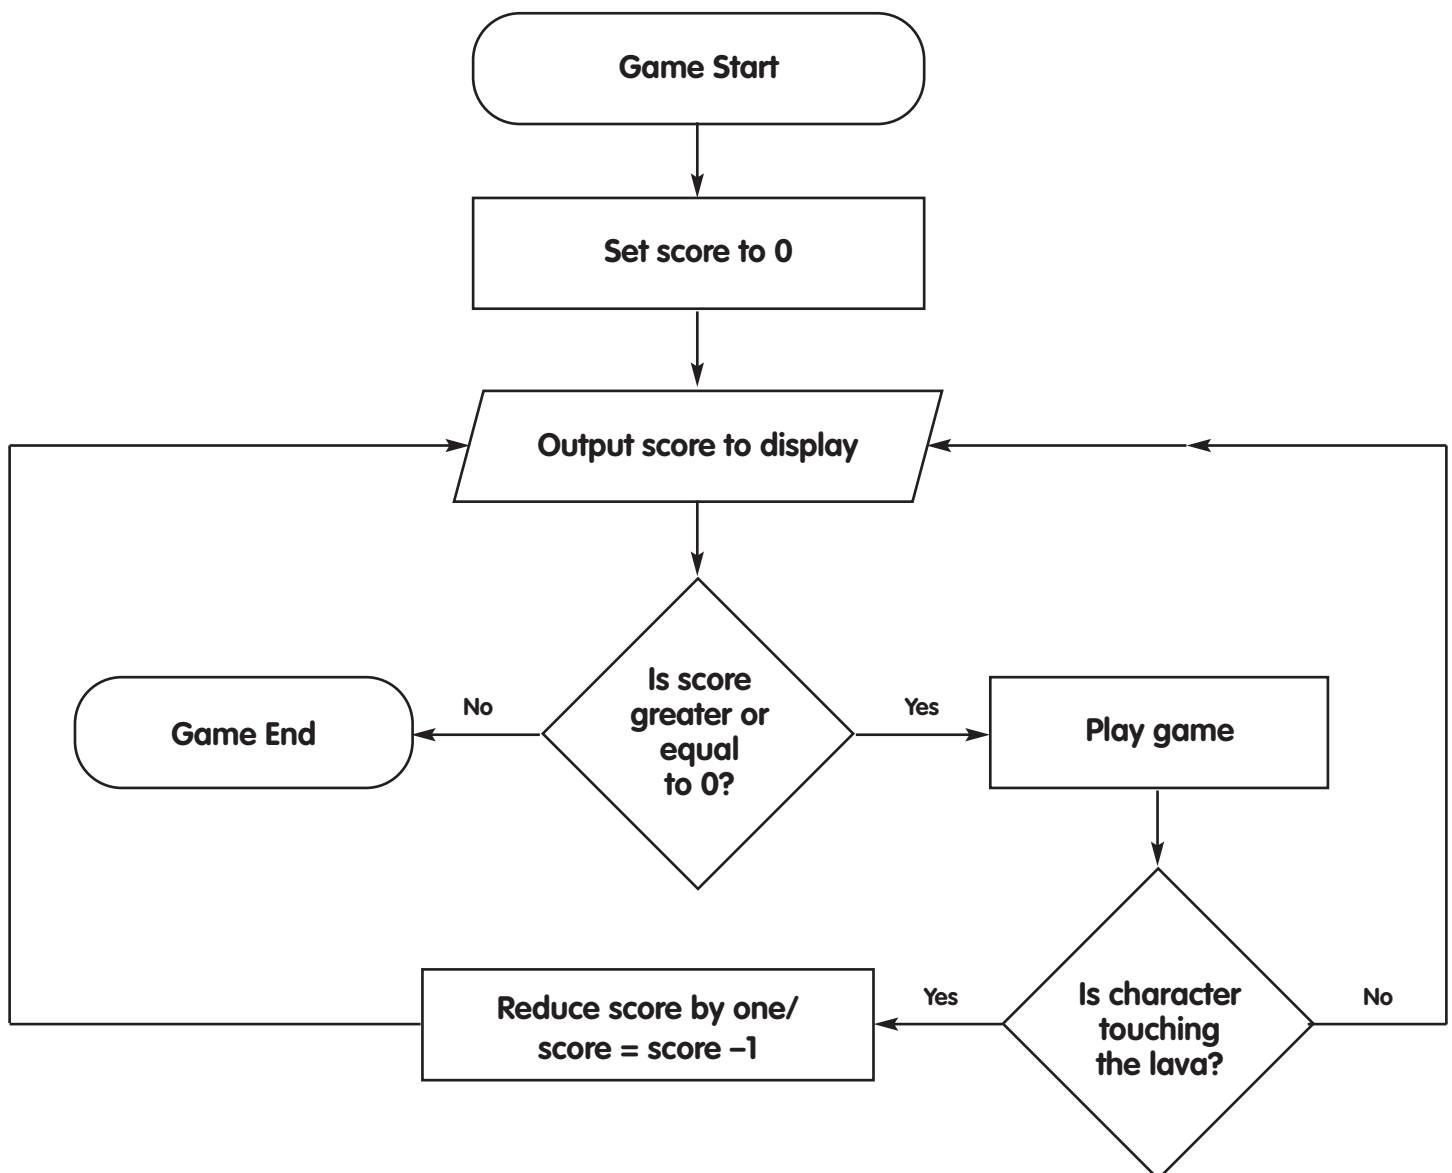 Game Start
Set score to 0
Output score to display
Is score
greater or
equal
to 0?
No
Game End
Yes
Play game
Is character
touching
the lava?
Yes
Reduce score by one/
score = score –1
No